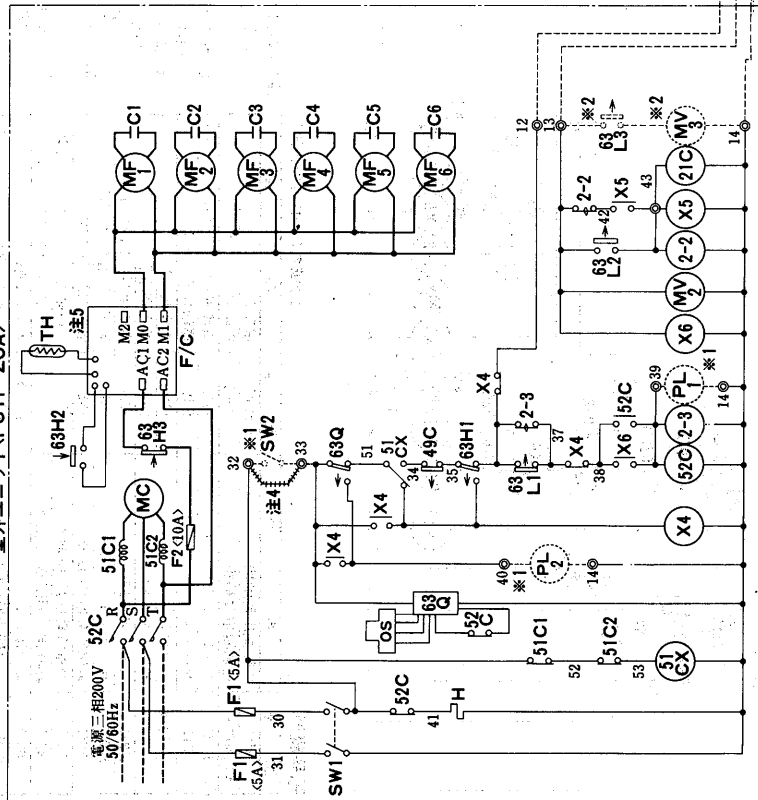 TH
注5
63H2
M2
AC1 M0
AC2 M1
F/C
63
H3
MC
51C1
51C2
F2〈10A〉
52C
R
S
T
電源三相200V
50/60Hz
MF
1
MF
2
MF
3
MF
4
MF
5
MF
6
C1
C2
C3
C4
C5
C6
F1〈5A〉
30
F1
〈5A〉
31
SW1
52C
41
H
32
※1
SW2
注4
33
63Q
51
51
CX
34
49C
35
63H1
X4
X4
X4
40
※1
PL
2
14
OS
63
Q
52
C
51C1
52
51C2
53
51
CX
X4
2-3
63
L1
37
X4
38
X6
52C
39
PL
1
※1
14
2-3
52C
X4
12
13
63
L3
※2
※2
MV
3
14
2-2
42
X5
43
63
L2
21C
X5
2-2
MV
2
X6